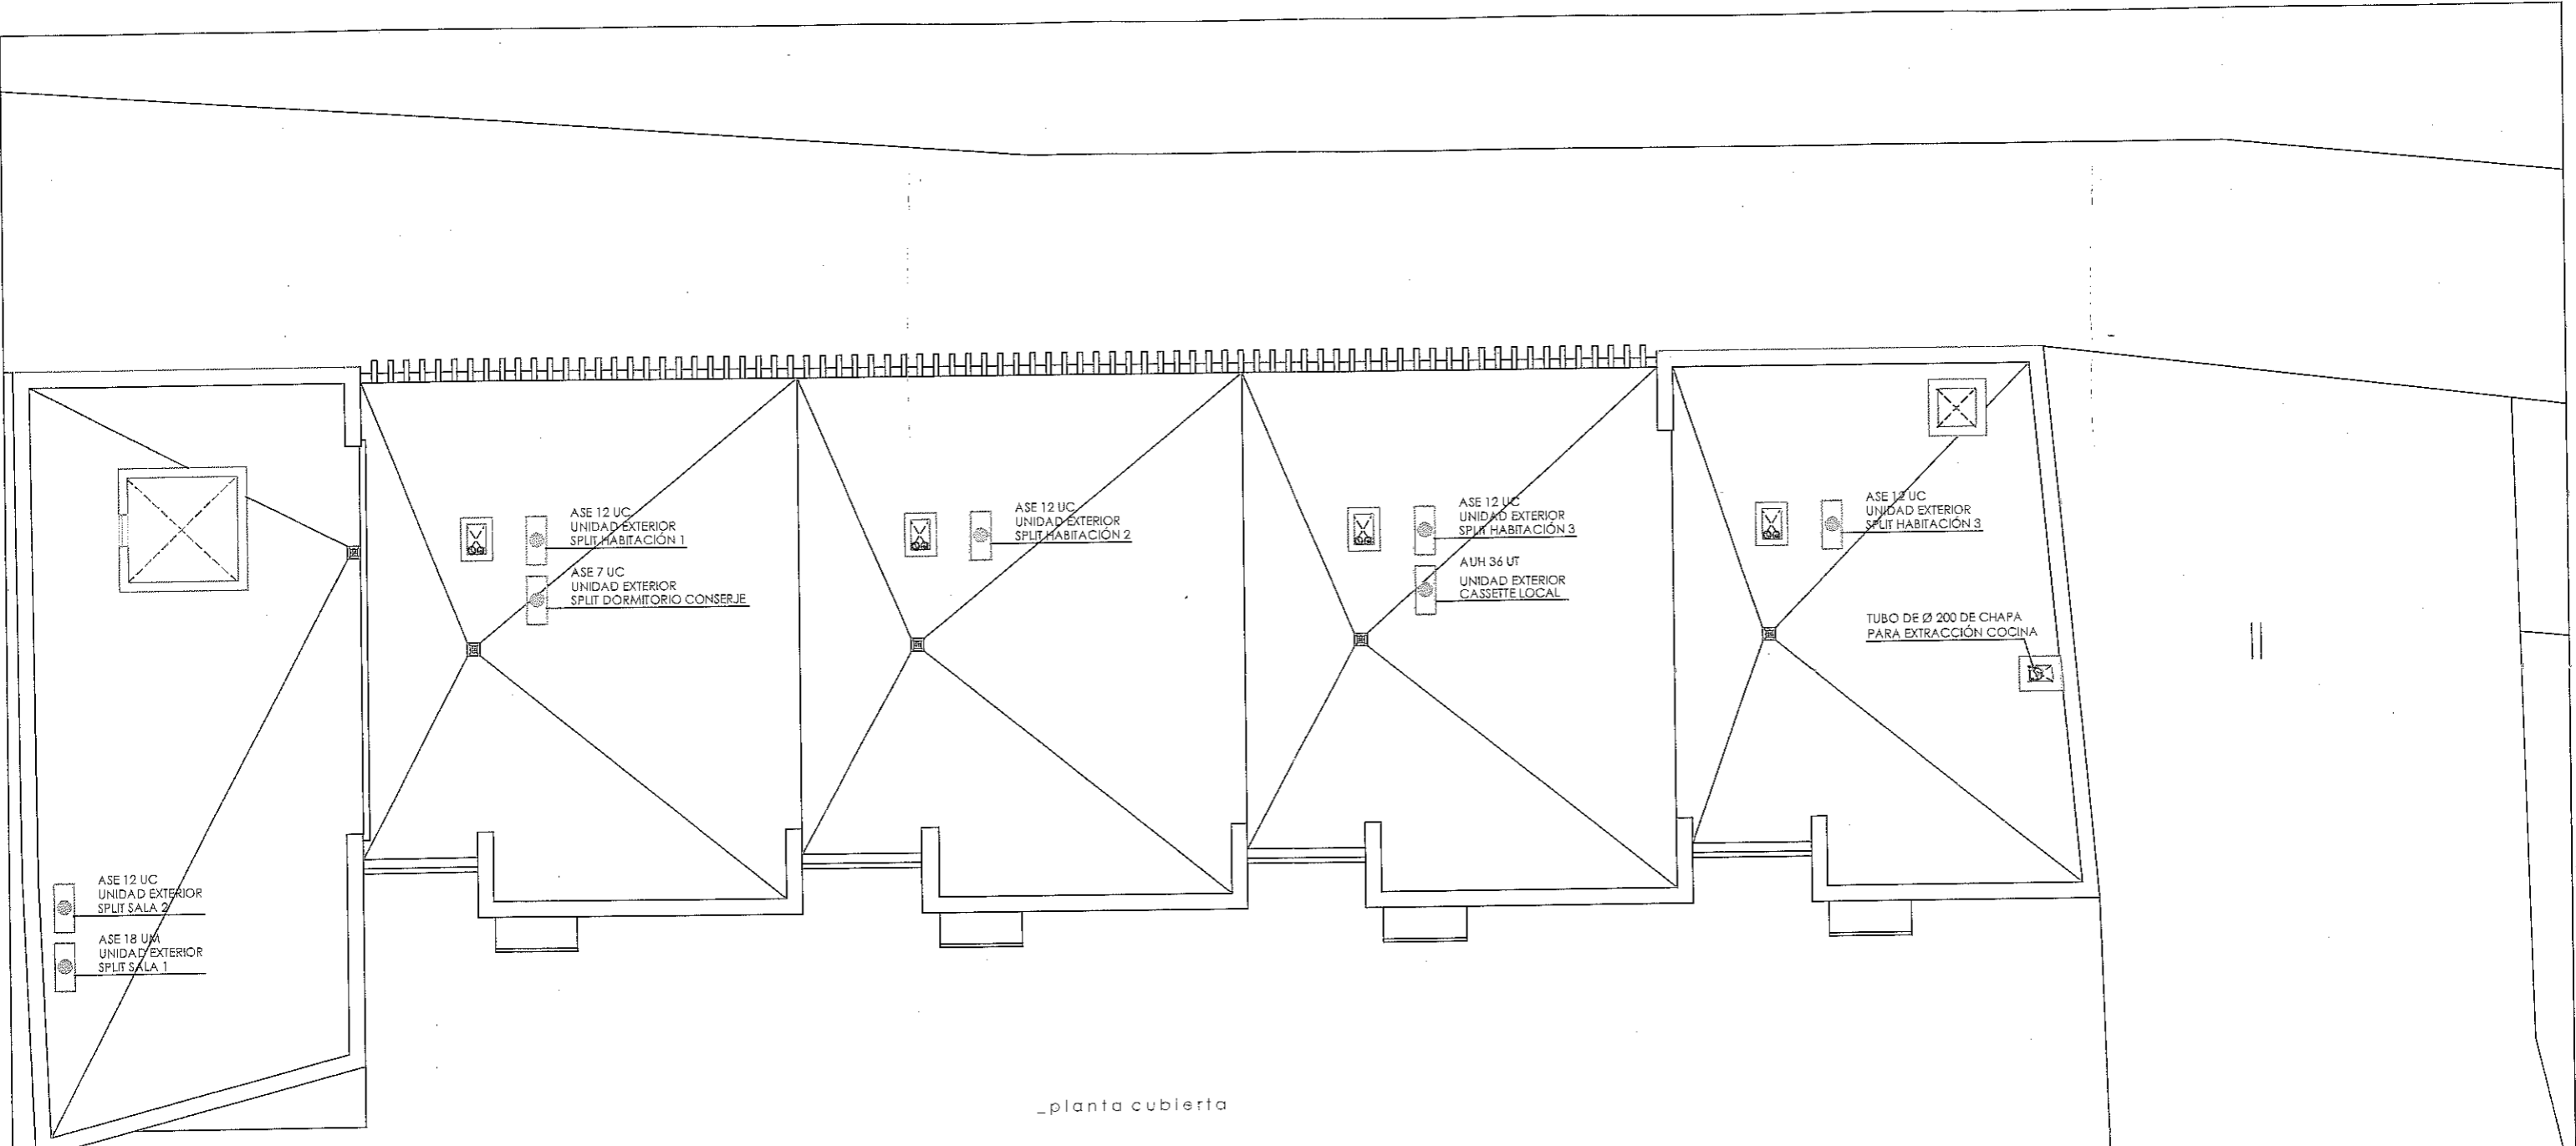 ASE 12 UC
UNIDAD EXTERIOR
SPLIT HABITACIÓN 1
ASE 7 UC
UNIDAD EXTERIOR
SPLIT DORMITORIO CONSERJE
ASE 12 UC
UNIDAD EXTERIOR
SPLIT HABITACIÓN 2
ASE 12 UC
UNIDAD EXTERIOR
SPLIT HABITACIÓN 3
AUH 36 UT
UNIDAD EXTERIOR
CASSETTE LOCAL
ASE 12 UC
UNIDAD EXTERIOR
SPLIT HABITACIÓN 3
TUBO DE Ø 200 DE CHAPA
PARA EXTRACCIÓN COCINA
ASE 12 UC
UNIDAD EXTERIOR
SPLIT SALA 2
ASE 18 UM
UNIDAD EXTERIOR
SPLIT SALA 1
_planta cubierta